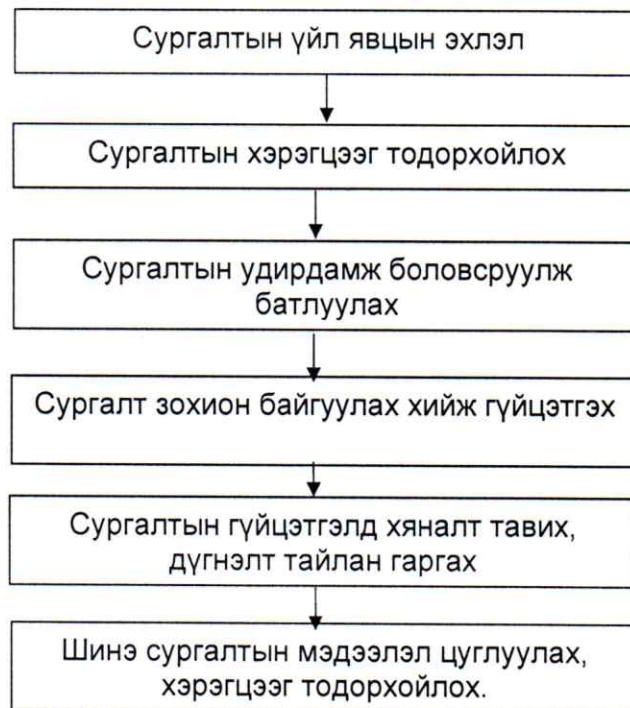 Сургалтын үйл явцын эхлэл
Сургалтын хэрэгцээг тодорхойлох
Сургалтын удирдамж боловсруулж
батлуулах
Сургалт зохион байгуулах хийж гүйцэтгэх
Сургалтын гүйцэтгэлд хяналт тавих,
дүгнэлт тайлан гаргах
Шинэ сургалтын мэдээлэл цуглуулах,
хэрэгцээг тодорхойлох.